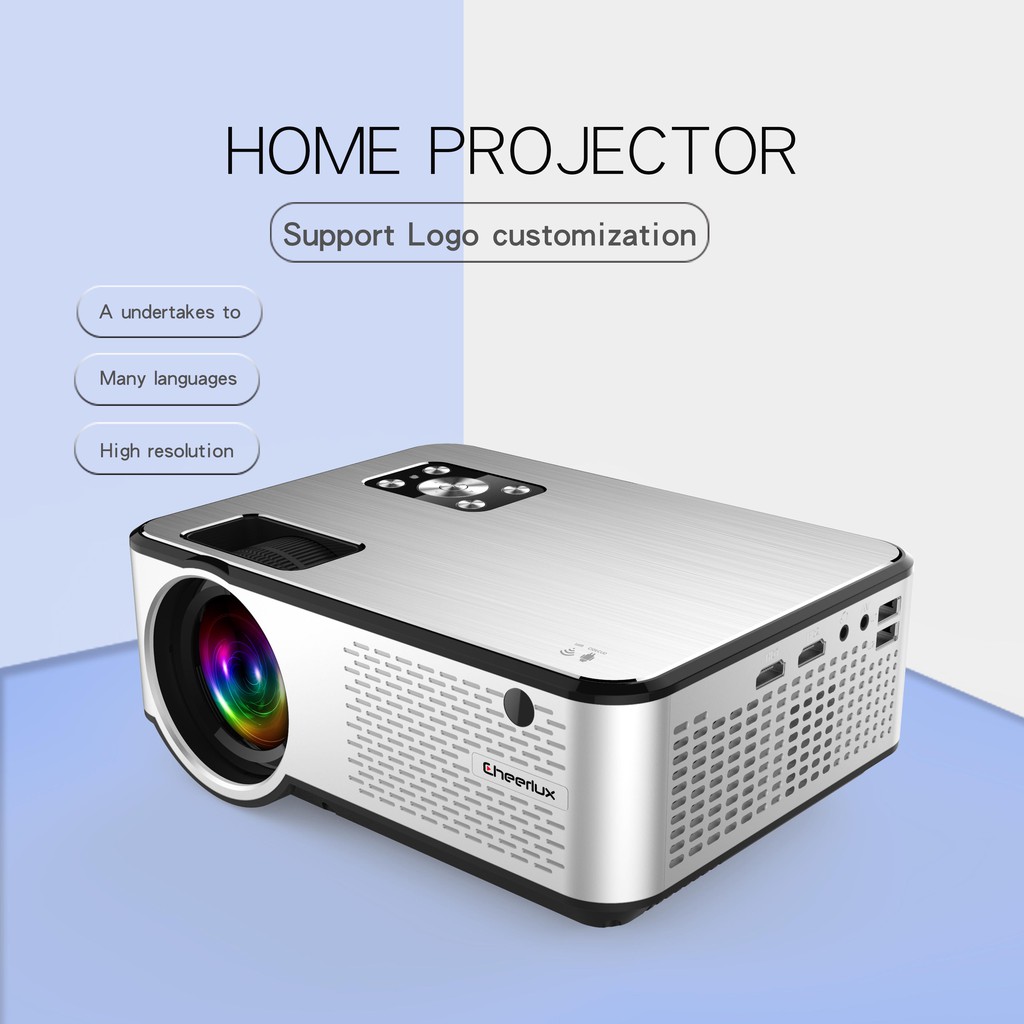 HOME PROJECTOR
Support Logo customization
A undertakes to
Many languages
High resolution
Cheerlux